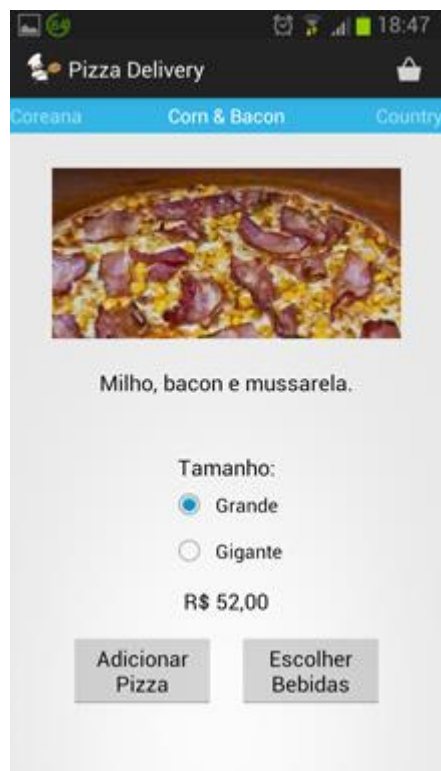 18:47
Pizza Delivery
Coreana Corn & Bacon Country
Milho, bacon e mussarela.
Tamanho:
Grande
Gigante
R$ 52,00
Adicionar Pizza
Escolher Bebidas